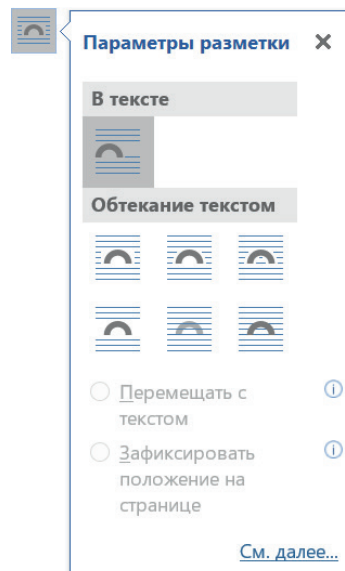 Параметры разметки
В тексте
Обтекание текстом
Перемещать с
текстом
Зафиксировать
положение на
странице
См. далее...